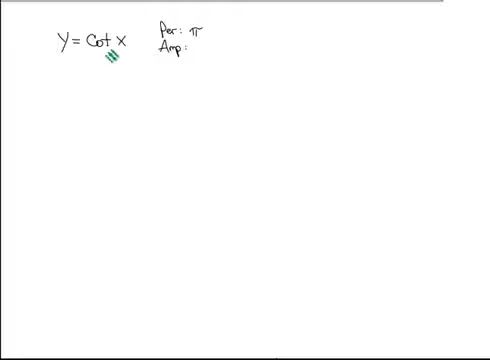 y = cot x
Per: π
Amp: